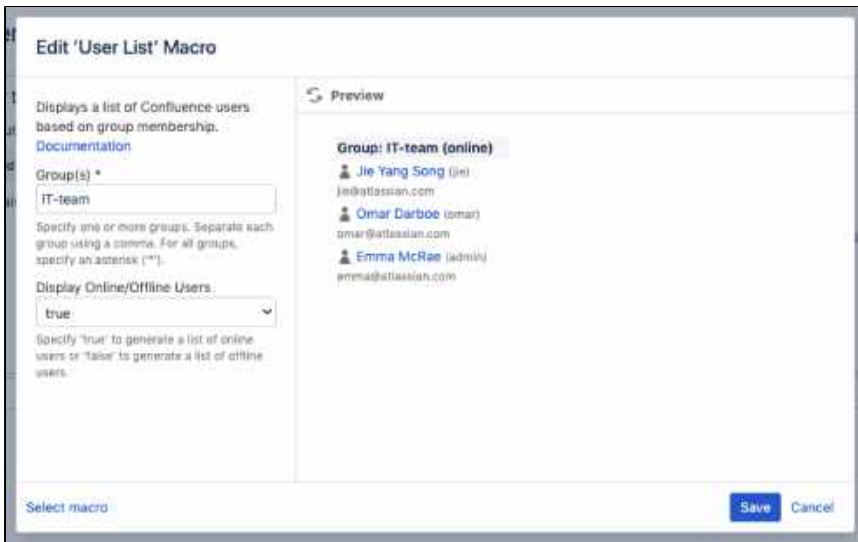 Edit 'User List' Macro
Displays a list of Confluence users
based on group membership.
Documentation
Group(s) *
IT-team
Specify one or more groups. Separate each
group using a comma. For all groups,
specify an asterisk ('*').
Display Online/Offline Users
true
Specify 'true' to generate a list of online
users or 'false' to generate a list of offline
users.
Preview
Group: IT-team (online)
Jie Yang Song (jie)
jie@atlassian.com
Omar Darboe (omar)
omar@atlassian.com
Emma McRae (admin)
emma@atlassian.com
Select macro
Save Cancel